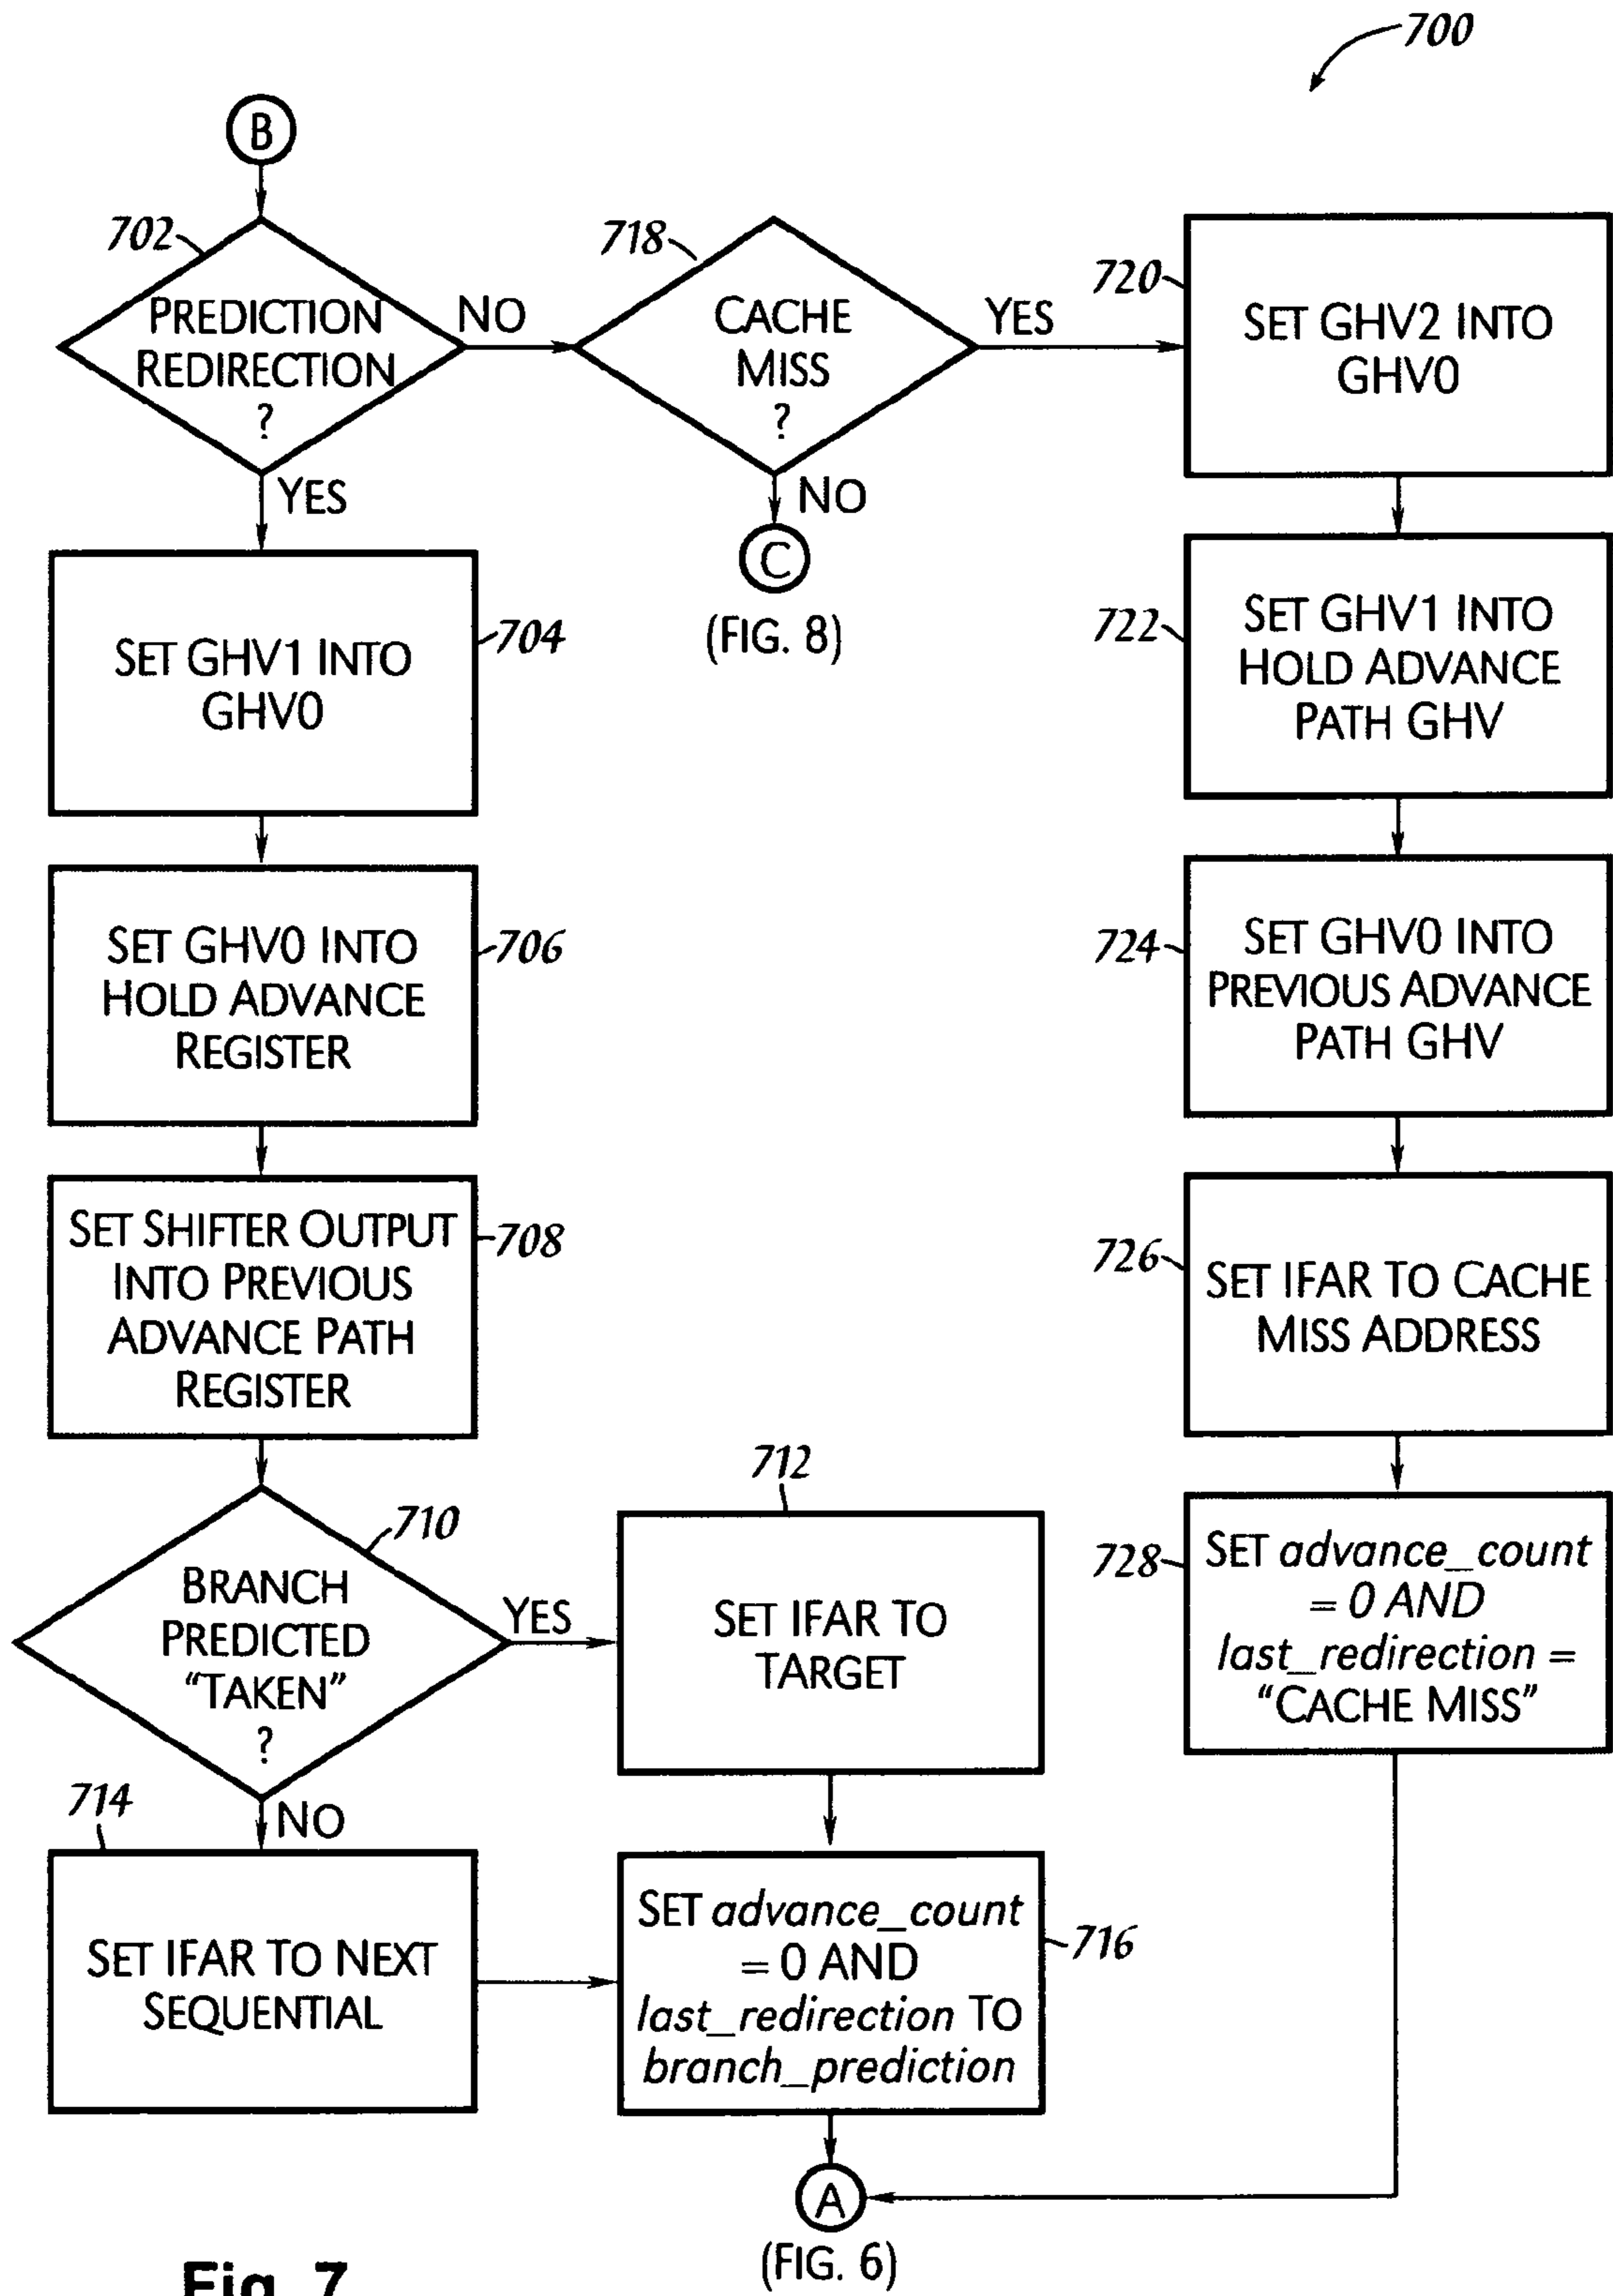 700
B
702
PREDICTION
REDIRECTION
?
NO
YES
718
CACHE
MISS
?
YES
NO
C
(FIG. 8)
720
SET GHV2 INTO
GHV0
704
SET GHV1 INTO
GHV0
722
SET GHV1 INTO
HOLD ADVANCE
PATH GHV
706
SET GHV0 INTO
HOLD ADVANCE
REGISTER
724
SET GHV0 INTO
PREVIOUS ADVANCE
PATH GHV
708
SET SHIFTER OUTPUT
INTO PREVIOUS
ADVANCE PATH
REGISTER
726
SET IFAR TO CACHE
MISS ADDRESS
710
BRANCH
PREDICTED
“TAKEN”
?
YES
NO
712
SET IFAR TO
TARGET
728
SET advance_count
= 0 AND
last_redirection =
“CACHE MISS”
714
SET IFAR TO NEXT
SEQUENTIAL
716
SET advance_count
= 0 AND
last_redirection TO
branch_prediction
A
(FIG. 6)
Fig. 7